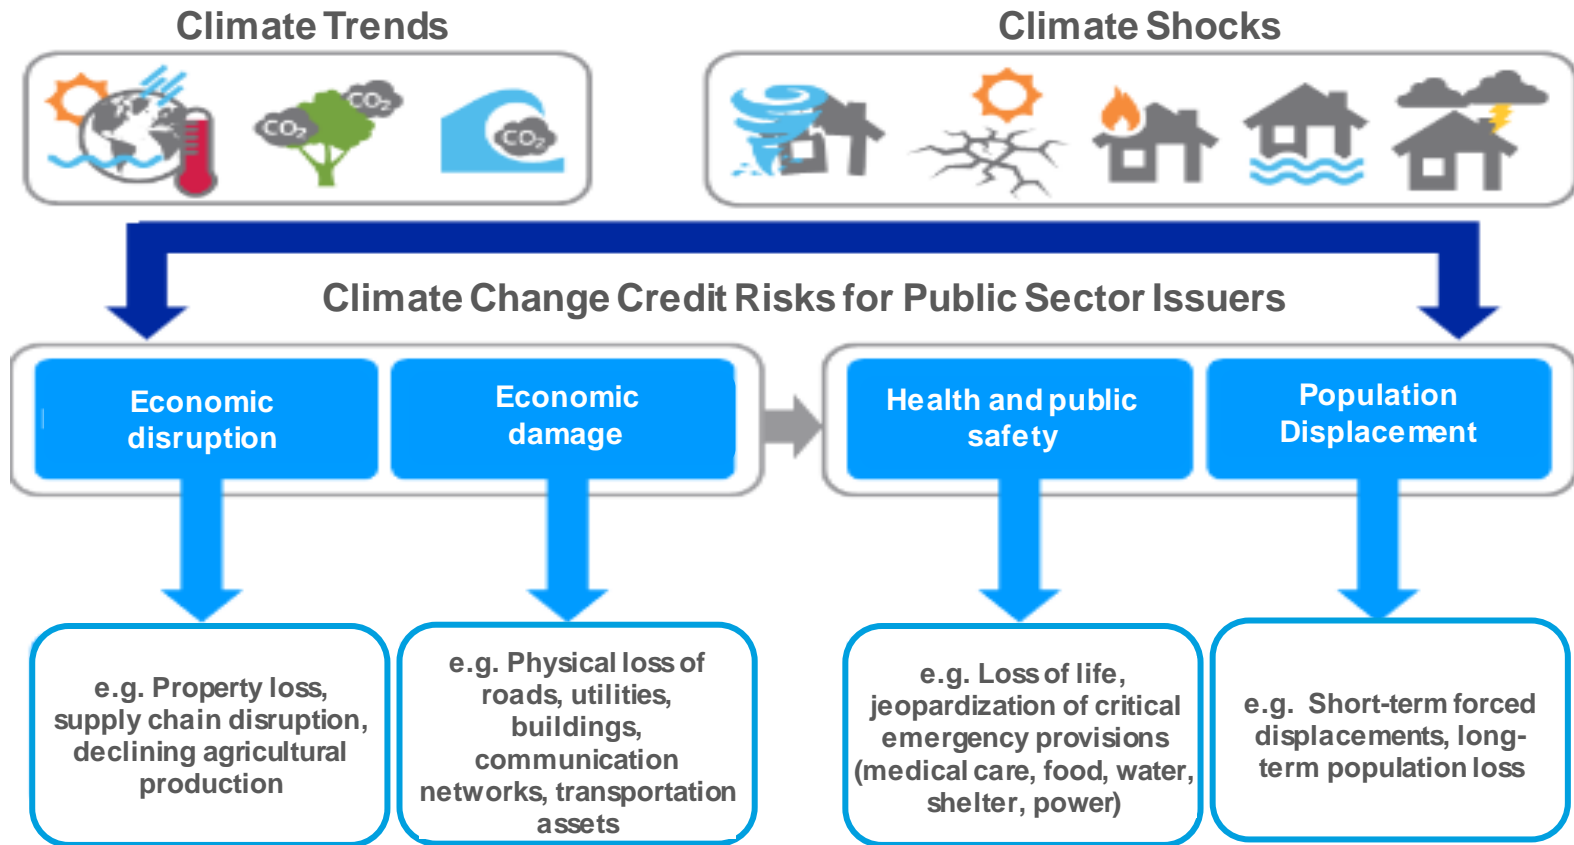 Climate Trends
Climate Shocks
CO₂
CO₂
CO₂
Climate Change Credit Risks for Public Sector Issuers
Economic
disruption
Economic
damage
Health and public
safety
Population
Displacement
e.g. Property loss,
supply chain disruption,
declining agricultural
production
e.g. Physical loss of
roads, utilities,
buildings,
communication
networks, transportation
assets
e.g. Loss of life,
jeopardization of critical
emergency provisions
(medical care, food, water,
shelter, power)
e.g. Short-term forced
displacements, long-
term population loss